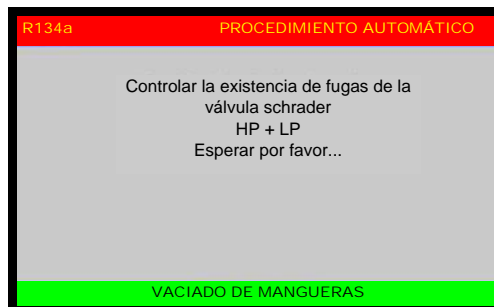 R134a PROCEDIMIENTO AUTOMÁTICO
Controlar la existencia de fugas de la
válvula schrader
HP + LP
Esperar por favor...
VACIADO DE MANGUERAS